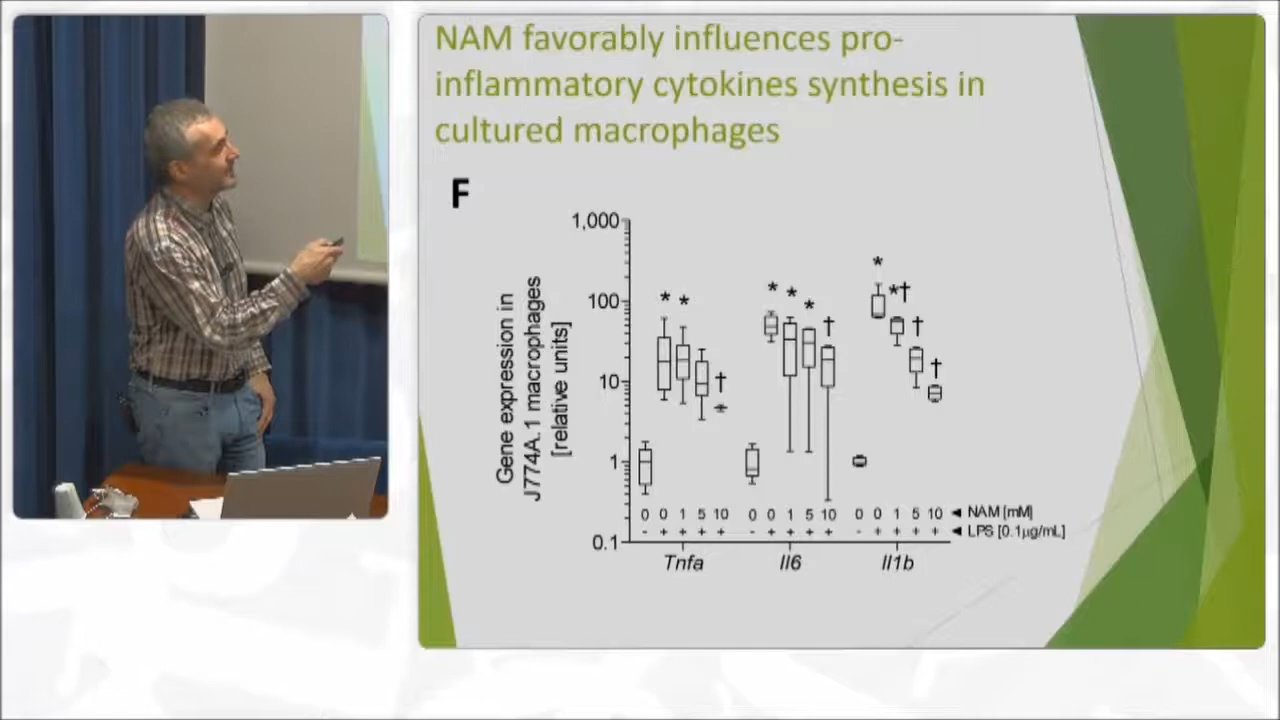 NAM favorably influences pro-
inflammatory cytokines synthesis in
cultured macrophages
F
Gene expression in
J774A.1 macrophages
[relative units]
1,000
100
10
1
0.1
* * † * * * † * *† † †
0 0 1 5 10 0 0 1 5 10 0 0 1 5 10 ◄ NAM [mM]
- + + + + - + + + + - + + + + ◄ LPS [0.1µg/mL]
Tnfa Il6 Il1b